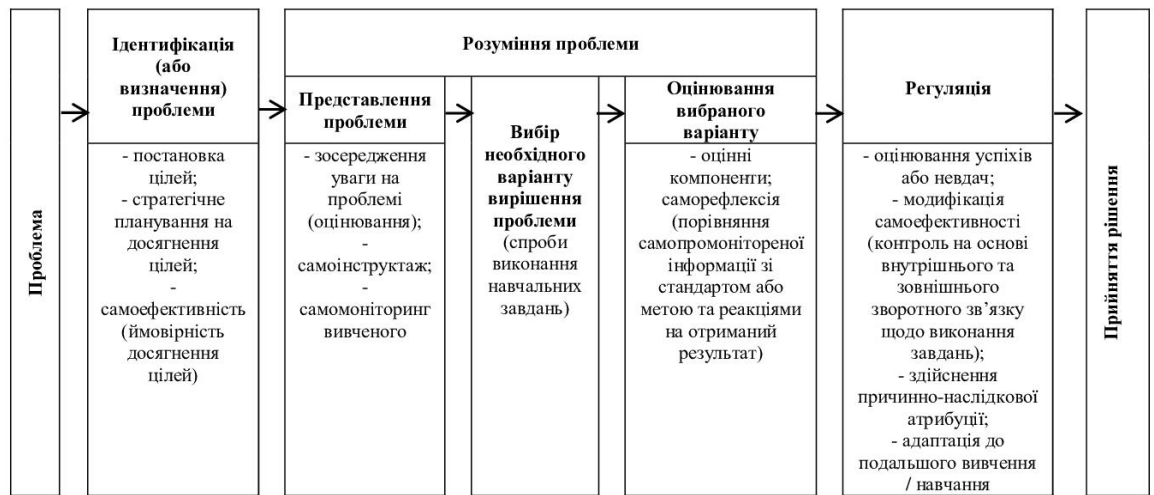 Проблема
Ідентифікація
(або
визначення)
проблеми
- постановка
цілей;
- стратегічне
планування на
досягнення
цілей;
-
самоефективність
(ймовірність
досягнення
цілей)
Розуміння проблеми
Представлення
проблеми
- зосередження
уваги на
проблемі
(оцінювання);
-
самоінструктаж;
-
самомоніторинг
вивченого
Вибір
необхідного
варіанту
вирішення
проблеми
(спроби
виконання
навчальних
завдань)
Оцінювання
вибраного
варіанту
- оцінні
компоненти;
саморефлексія
(порівняння
самопромонітореної
інформації зі
стандартом або
метою та реакціями
на отриманий
результат)
Регуляція
- оцінювання успіхів
або невдач;
- модифікація
самоефективності
(контроль на основі
внутрішнього та
зовнішнього
зворотного зв’язку
щодо виконання
завдань);
- здійснення
причинно-наслідкової
атрибуції;
- адаптація до
подальшого вивчення
/ навчання
Прийняття рішення